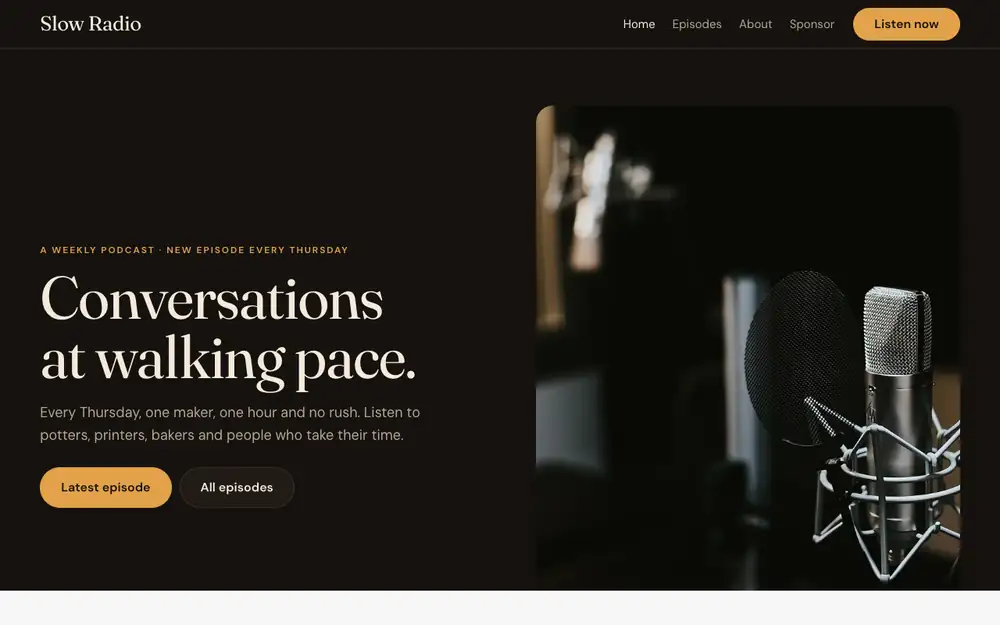 Slow Radio
Home Episodes About Sponsor Listen now
A WEEKLY PODCAST · NEW EPISODE EVERY THURSDAY
Conversations
at walking pace.
Every Thursday, one maker, one hour and no rush. Listen to
potters, printers, bakers and people who take their time.
Latest episode All episodes